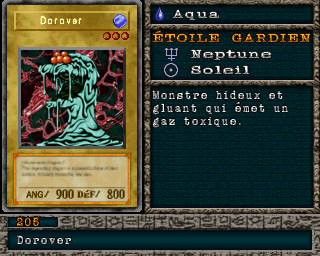 Dorover
ANG/ 900 DéF/ 800
Aqua
ÉTOILE GARDIEN
Neptune
Soleil
Monstre hideux et
gluant qui émet un
gaz toxique.
205
Dorover